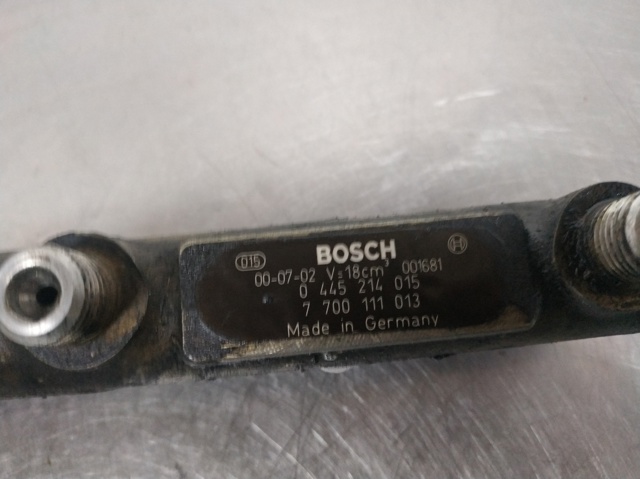 015 BOSCH
00-07-02 V=18cm³ 001681
0 445 214 015
7 700 111 013
Made in Germany